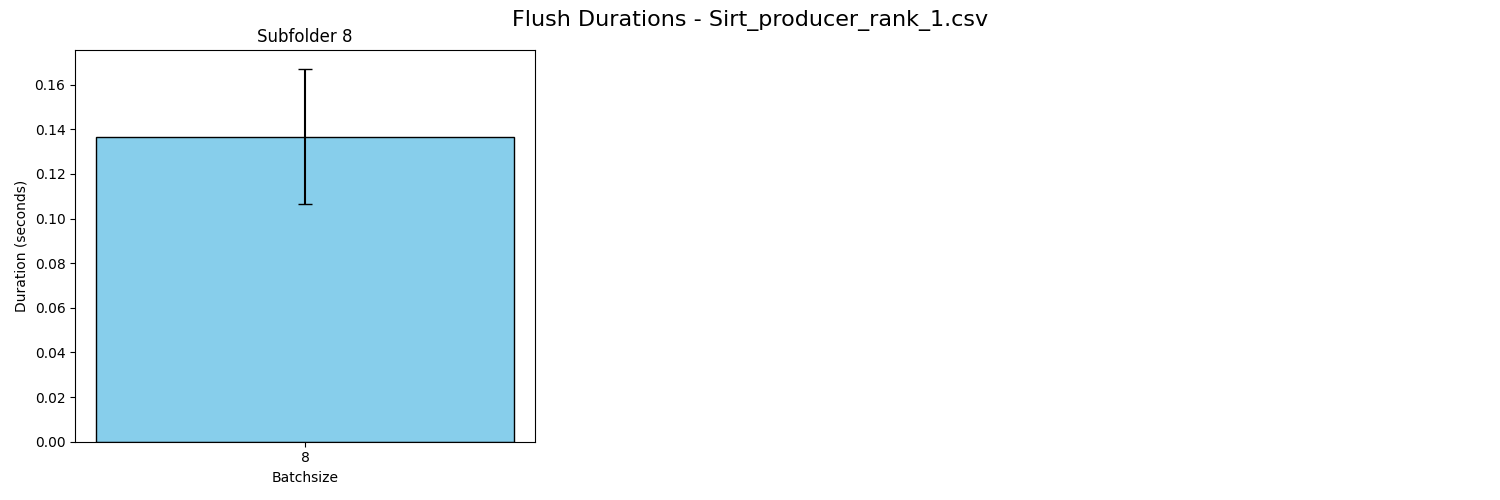 Flush Durations - Sirt_producer_rank_1.csv
Subfolder 8
0.16
0.14
0.12
0.10
0.08
0.06
0.04
0.02
0.00
Duration (seconds)
8
Batchsize